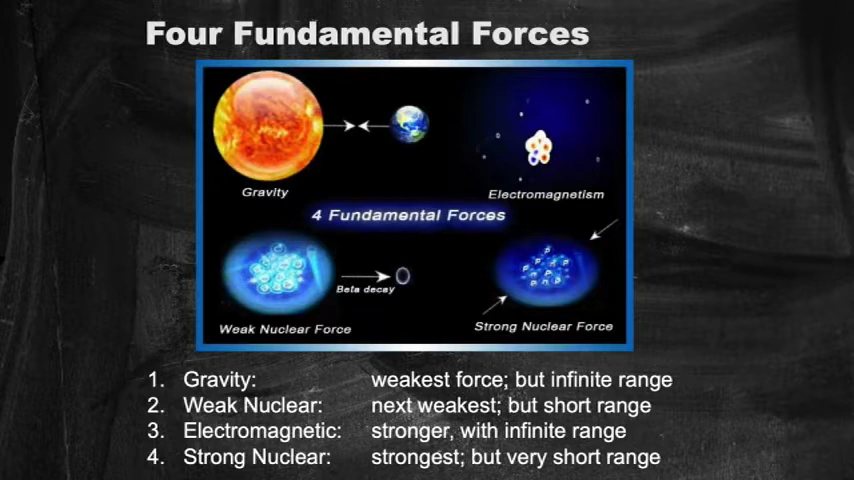 Four Fundamental Forces
Gravity
Electromagnetism
4 Fundamental Forces
Beta decay
Weak Nuclear Force
Strong Nuclear Force
1. Gravity: weakest force; but infinite range
2. Weak Nuclear: next weakest; but short range
3. Electromagnetic: stronger, with infinite range
4. Strong Nuclear: strongest; but very short range